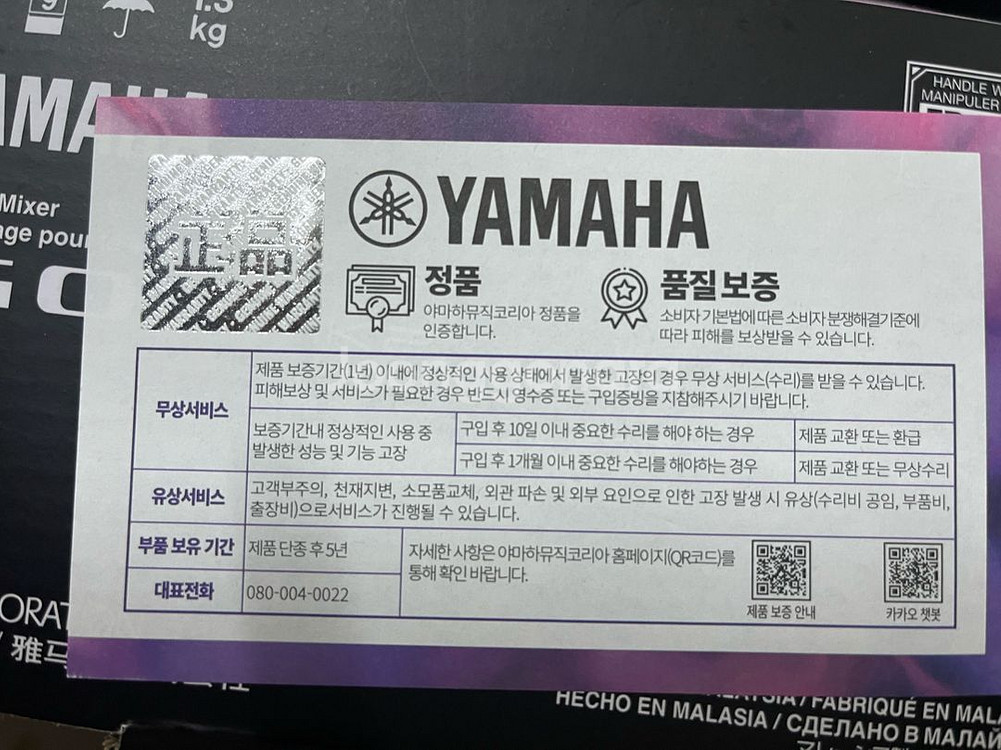 1.3
kg
YAMAHA
HANDLE W
MANIPULER
Mixer
正品
YAMAHA
정품
야마하뮤직코리아 정품을
인증합니다.
품질 보증
소비자 기본법에 따른 소비자 분쟁해결기준에
따라 피해를 보상받을 수 있습니다.
무상서비스
제품 보증기간(1년) 이내에 정상적인 사용 상태에서 발생한 고장의 경우 무상 서비스(수리)를 받을 수 있습니다.
피해보상 및 서비스가 필요한 경우 반드시 영수증 또는 구입증빙을 지참해주시기 바랍니다.
보증기간내 정상적인 사용 중
발생한 성능 및 기능 고장
구입 후 10일 이내 중요한 수리를 해야 하는 경우
제품 교환 또는 환급
구입 후 1개월 이내 중요한 수리를 해야하는 경우
제품 교환 또는 무상수리
유상서비스
고객부주의, 천재지변, 소모품교체, 외관 파손 및 외부 요인으로 인한 고장 발생 시 유상(수리비 공임, 부품비,
출장비)으로서비스가 진행될 수 있습니다.
부품 보유 기간
제품 단종 후 5년
자세한 사항은 야마하뮤직코리아 홈페이지(QR코드)를
통해 확인 바랍니다.
대표전화
080-004-0022
제품 보증 안내
카카오 챗봇
ORAT
/ 雅马
/ FABRIQUÉ EN MAL
HECHO EN MALASIA / СДЕЛАНО В МАЛАЙ